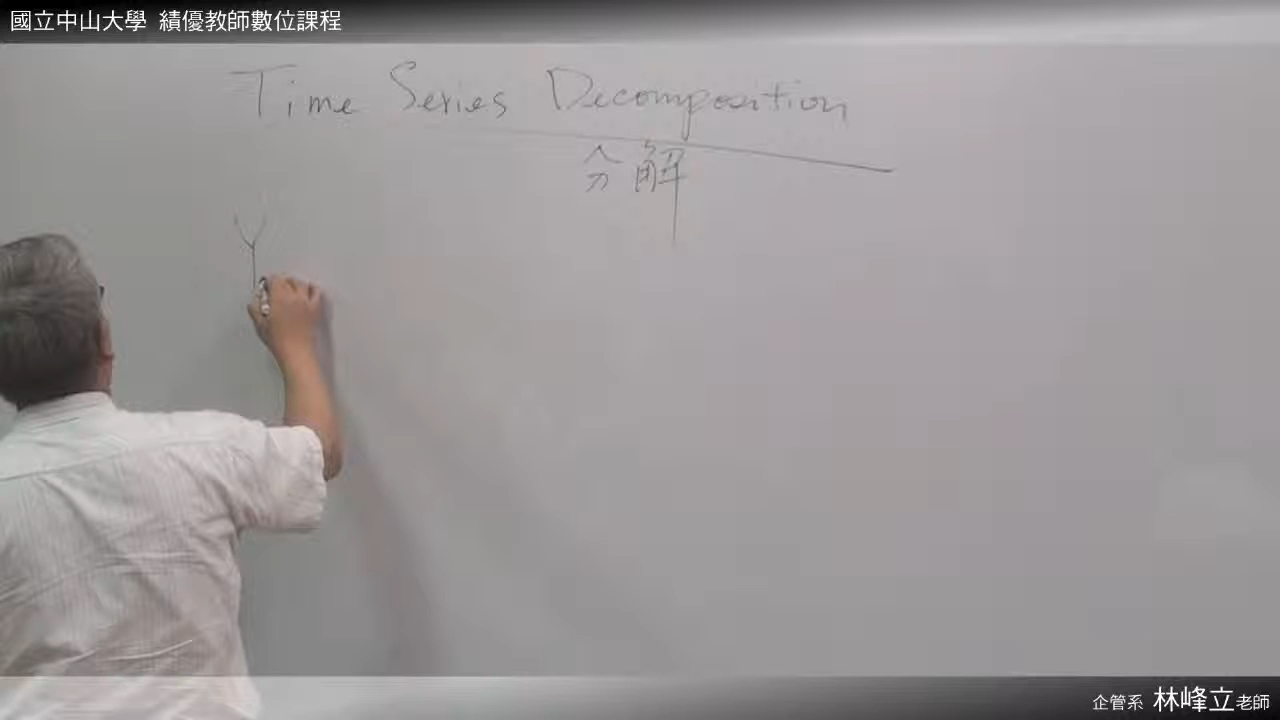 國立中山大學 績優教師數位課程
Time Series Decomposition
分解
Y
企管系 林峰立老師